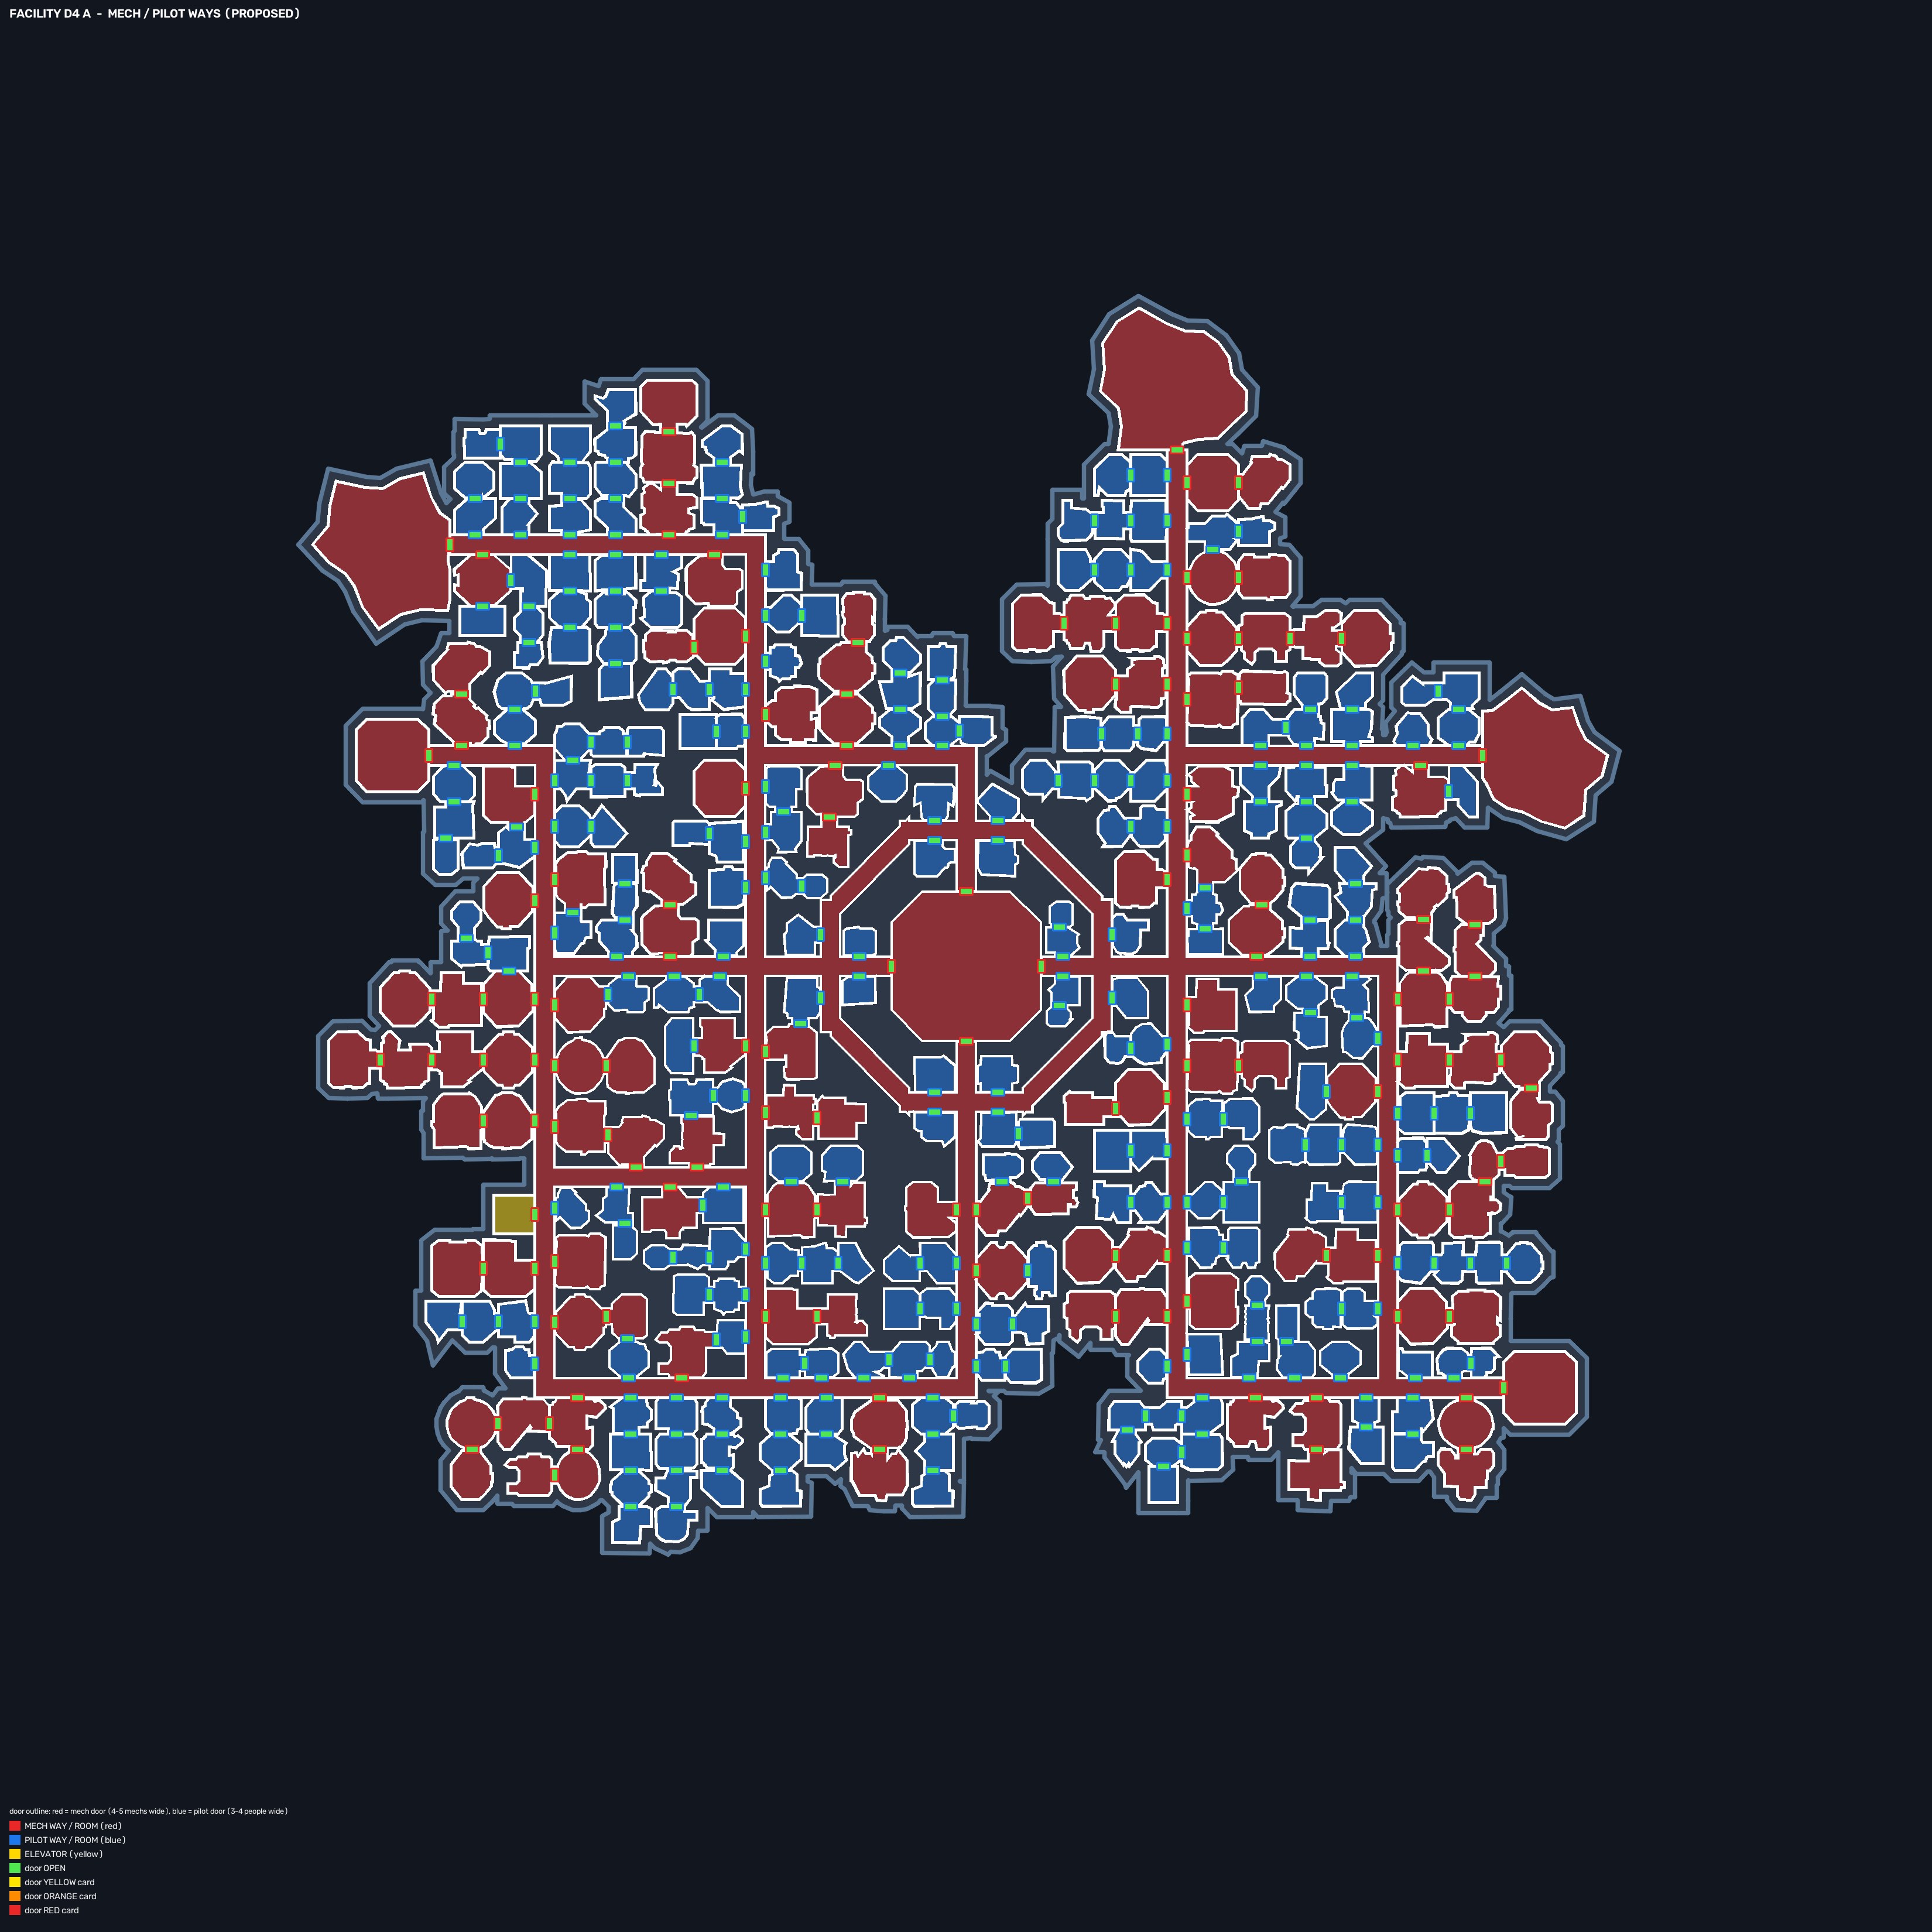 FACILITY D4 A - MECH / PILOT WAYS (PROPOSED)
door outline: red = mech door (4-5 mechs wide), blue = pilot door (3-4 people wide)
MECH WAY / ROOM (red)
PILOT WAY / ROOM (blue)
ELEVATOR (yellow)
door OPEN
door YELLOW card
door ORANGE card
door RED card